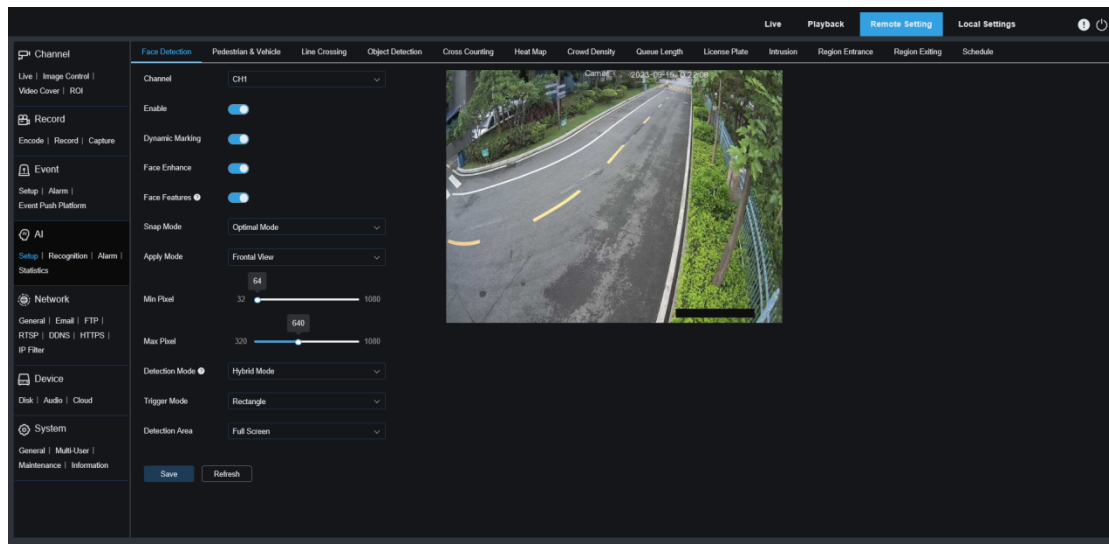 Live Playback Remote Setting Local Settings
Channel
Live | Image Control |
Video Cover | ROI
Record
Encode | Record | Capture
Event
Setup | Alarm |
Event Push Platform
AI
Setup | Recognition | Alarm |
Statistics
Network
General | Email | FTP |
RTSP | DDNS | HTTPS |
IP Filter
Device
Disk | Audio | Cloud
System
General | Multi-User |
Maintenance | Information
Face Detection Pedestrian & Vehicle Line Crossing Object Detection Cross Counting Heat Map Crowd Density Queue Length License Plate Intrusion Region Entrance Region Exiting Schedule
Channel CH1
Enable
Dynamic Marking
Face Enhance
Face Features
Snap Mode Optimal Mode
Apply Mode Frontal View
64
Min Pixel 32 1080
640
Max Pixel 320 1080
Detection Mode Hybrid Mode
Trigger Mode Rectangle
Detection Area Full Screen
Save Refresh